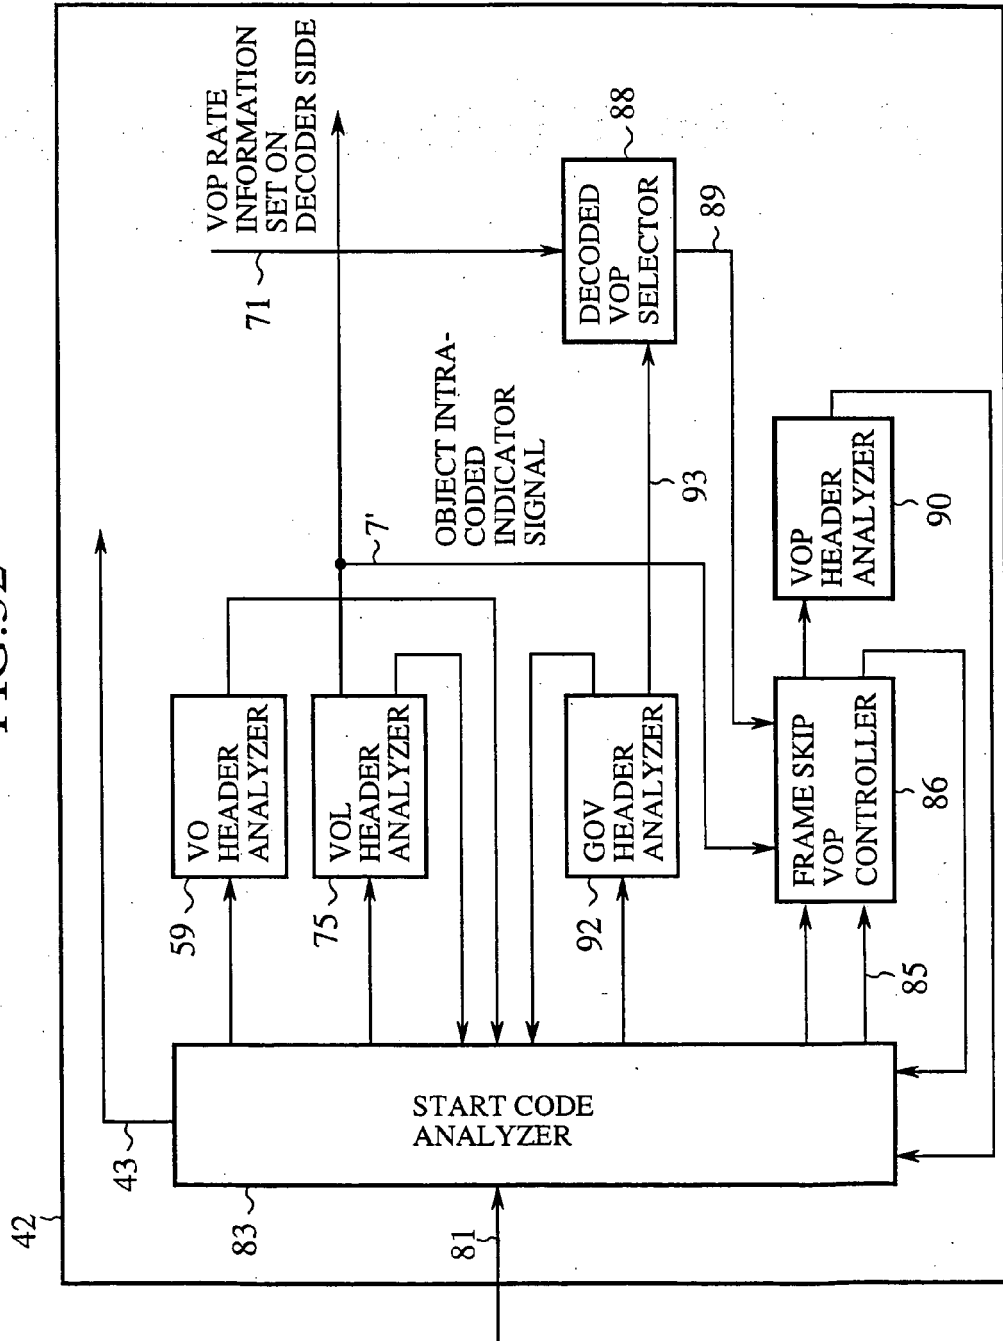 42
43
83
81
START CODE
ANALYZER
59
VO
HEADER
ANALYZER
75
VOL
HEADER
ANALYZER
92
GOV
HEADER
ANALYZER
85
FRAME SKIP
VOP
CONTROLLER
86
VOP
HEADER
ANALYZER
90
7'
OBJECT INTRA-
CODED
INDICATOR
SIGNAL
93
71
VOP RATE
INFORMATION
SET ON
DECODER SIDE
DECODED
VOP
SELECTOR
88
89